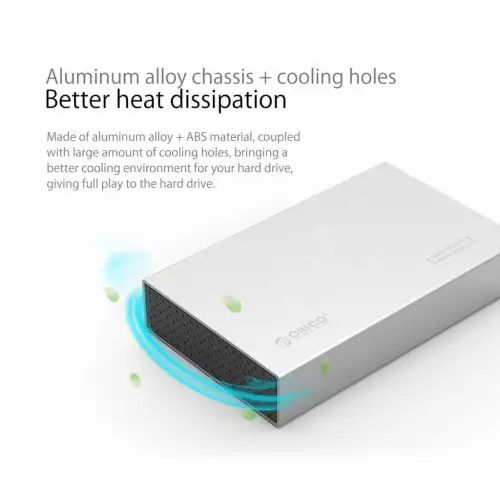 Aluminum alloy chassis + cooling holes
Better heat dissipation
Made of aluminum alloy + ABS material, coupled
with large amount of cooling holes, bringing a
better cooling environment for your hard drive,
giving full play to the hard drive.
ORICO